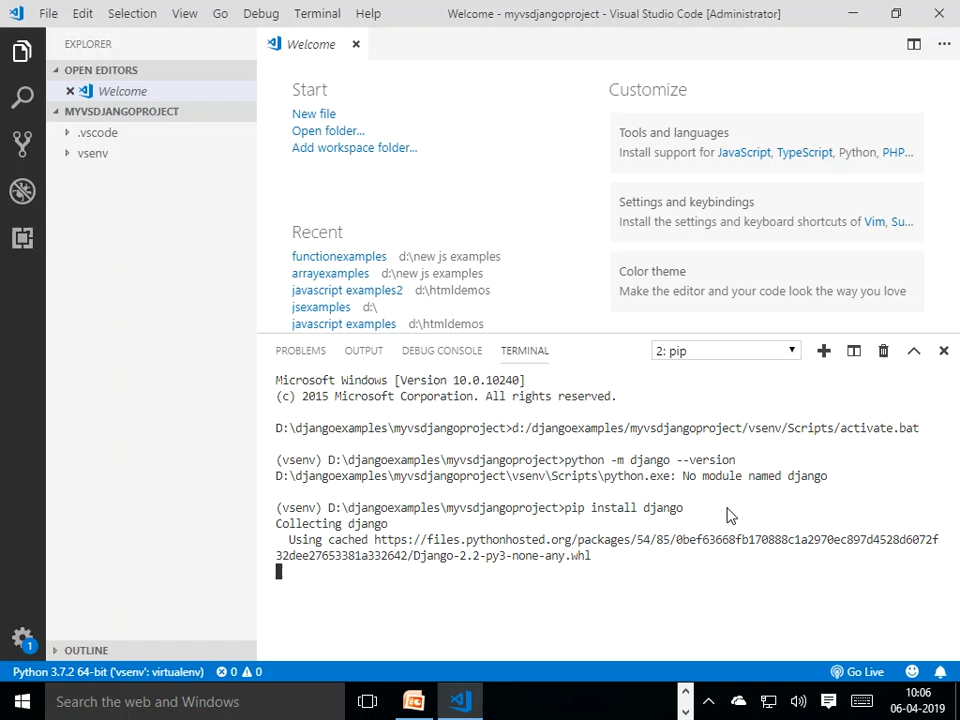 File Edit Selection View Go Debug Terminal Help Welcome - myvsdjangoproject - Visual Studio Code [Administrator]
EXPLORER
Welcome
OPEN EDITORS
Welcome
MYVSDJANGOPROJECT
.vscode
vsenv
Start
New file
Open folder...
Add workspace folder...
Recent
functionexamples d:\new js examples
arrayexamples d:\new js examples
javascript examples2 d:\htmldemos
jsexamples d:\
javascript examples d:\htmldemos
Customize
Tools and languages
Install support for JavaScript, TypeScript, Python, PHP...
Settings and keybindings
Install the settings and keyboard shortcuts of Vim, Su...
Color theme
Make the editor and your code look the way you love
PROBLEMS OUTPUT DEBUG CONSOLE TERMINAL 2: pip
Microsoft Windows [Version 10.0.10240]
(c) 2015 Microsoft Corporation. All rights reserved.
D:\djangoexamples\myvsdjangoproject>d:/djangoexamples/myvsdjangoproject/vsenv/Scripts/activate.bat
(vsenv) D:\djangoexamples\myvsdjangoproject>python -m django --version
D:\djangoexamples\myvsdjangoproject\vsenv\Scripts\python.exe: No module named django
(vsenv) D:\djangoexamples\myvsdjangoproject>pip install django
Collecting django
Using cached https://files.pythonhosted.org/packages/54/85/0bef63668fb170888c1a2970ec897d4528d6072f
32dee27653381a332642/Django-2.2-py3-none-any.whl
OUTLINE
1
Python 3.7.2 64-bit ('vsenv': virtualenv) 0 0 Go Live
Search the web and Windows
10:06
06-04-2019